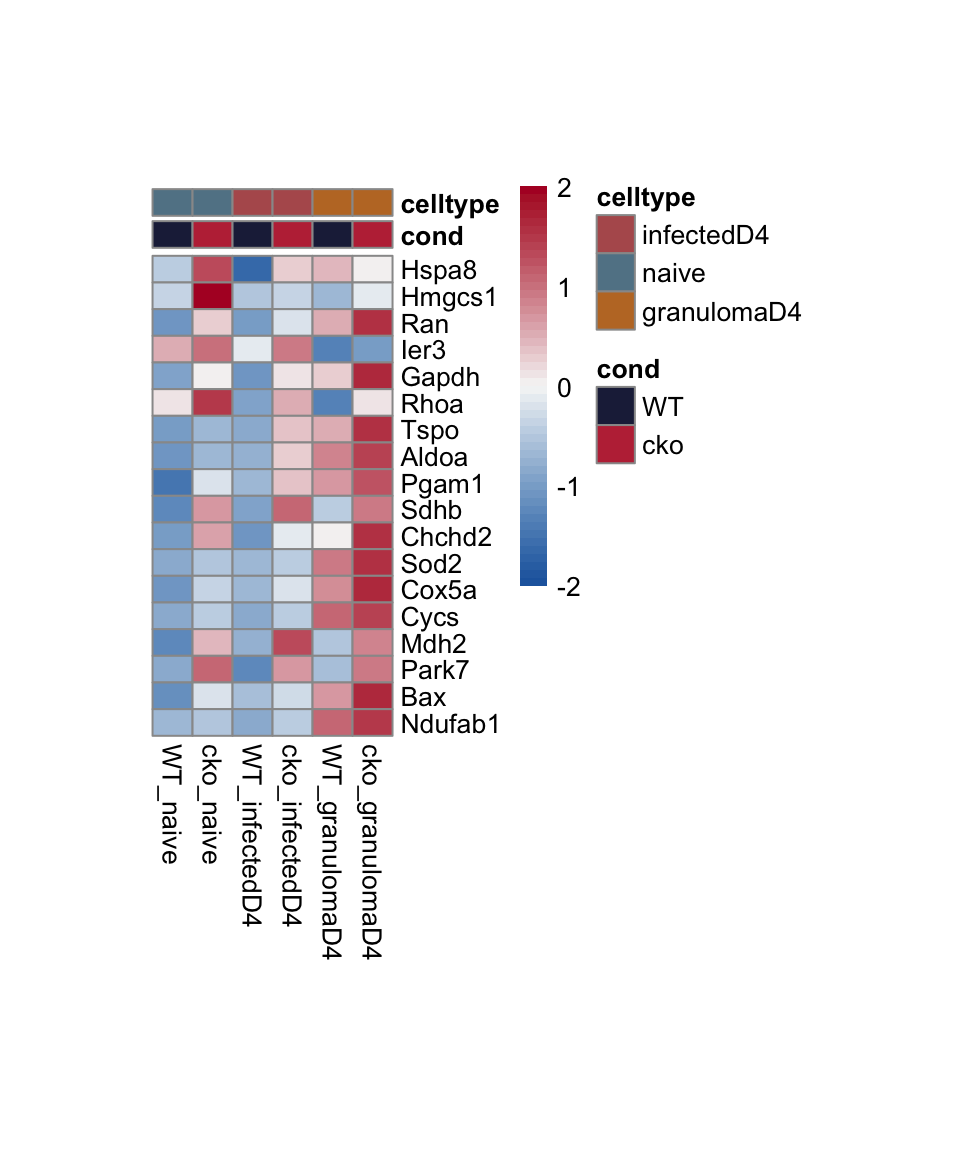 celltype
cond
Hspa8
Hmgcs1
Ran
Ier3
Gapdh
Rhoa
Tspo
Aldoa
Pgam1
Sdhb
Chchd2
Sod2
Cox5a
Cycs
Mdh2
Park7
Bax
Ndufab1
WT_naive
cko_naive
WT_infectedD4
cko_infectedD4
WT_granulomaD4
cko_granulomaD4
2
1
0
-1
-2
celltype
infectedD4
naive
granulomaD4
cond
WT
cko